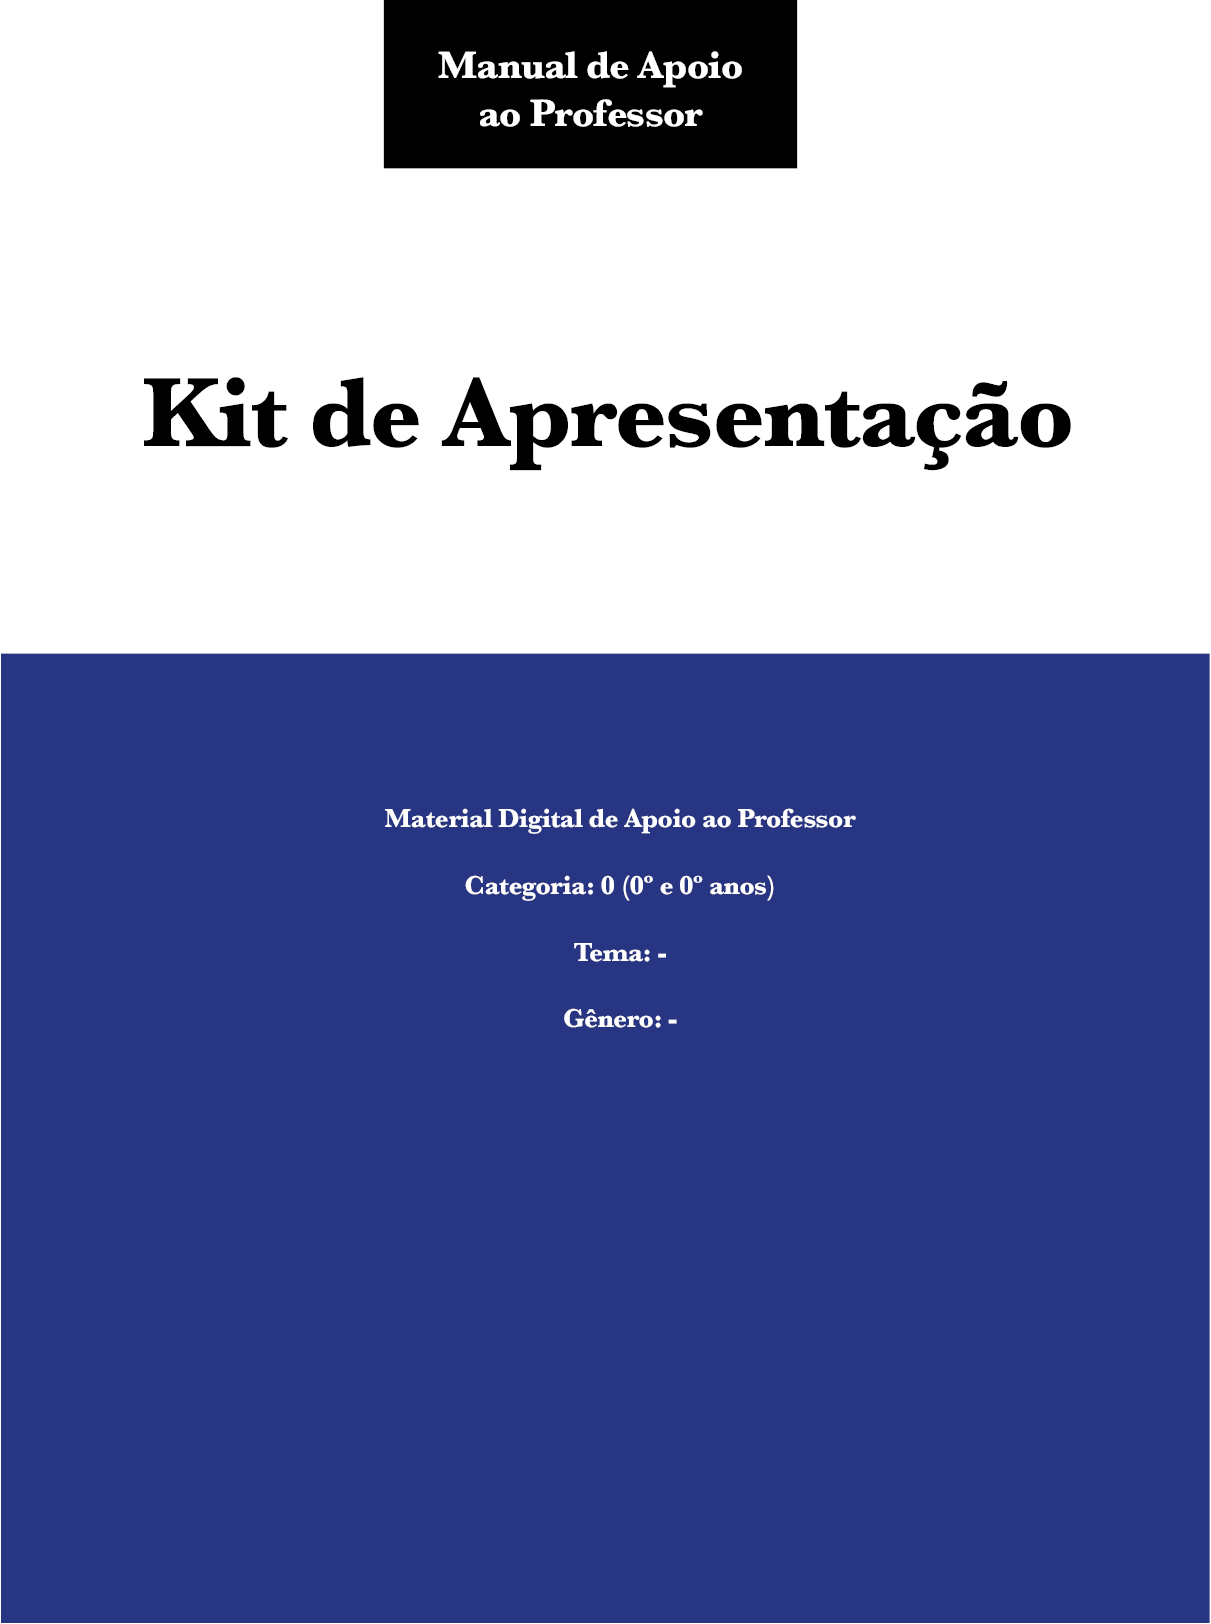 Manual de Apoio
ao Professor
Kit de Apresentação
Material Digital de Apoio ao Professor
Categoria: 0 (0º e 0º anos)
Tema: -
Gênero: -